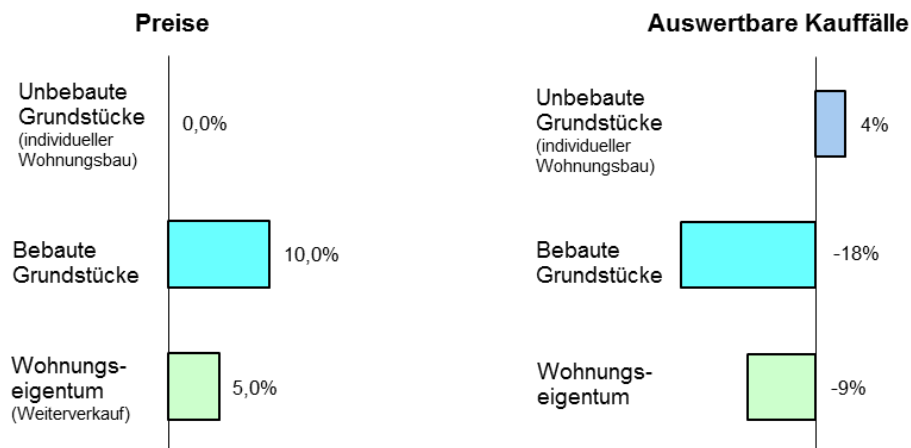 Preise
Unbebaute
Grundstücke
(individueller
Wohnungsbau)
0,0%
Bebaute
Grundstücke
10,0%
Wohnungs-
eigentum
(Weiterverkauf)
5,0%
Auswertbare Kauffälle
Unbebaute
Grundstücke
(individueller
Wohnungsbau)
4%
Bebaute
Grundstücke
-18%
Wohnungs-
eigentum
-9%